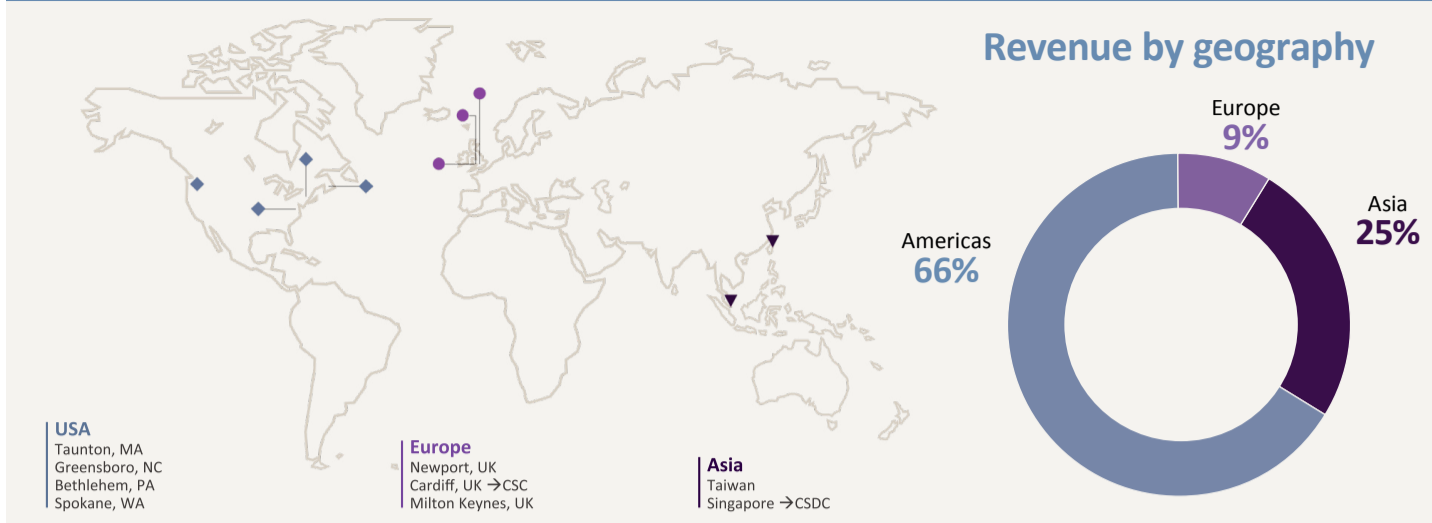 Revenue by geography
Europe
9%
Asia
25%
Americas
66%
USA
Taunton, MA
Greensboro, NC
Bethlehem, PA
Spokane, WA
Europe
Newport, UK
Cardiff, UK →CSC
Milton Keynes, UK
Asia
Taiwan
Singapore →CSDC